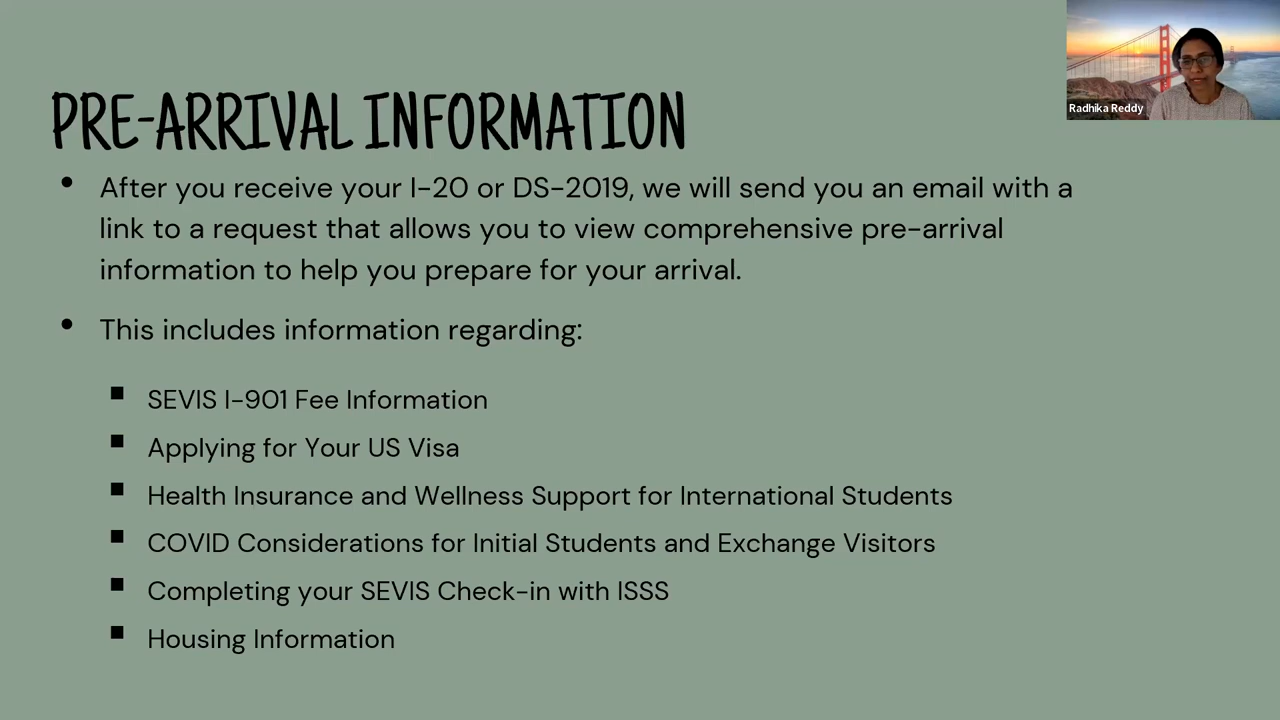 PRE-ARRIVAL INFORMATION
Radhika Reddy
• After you receive your I-20 or DS-2019, we will send you an email with a
link to a request that allows you to view comprehensive pre-arrival
information to help you prepare for your arrival.
• This includes information regarding:
▪ SEVIS I-901 Fee Information
▪ Applying for Your US Visa
▪ Health Insurance and Wellness Support for International Students
▪ COVID Considerations for Initial Students and Exchange Visitors
▪ Completing your SEVIS Check-in with ISSS
▪ Housing Information